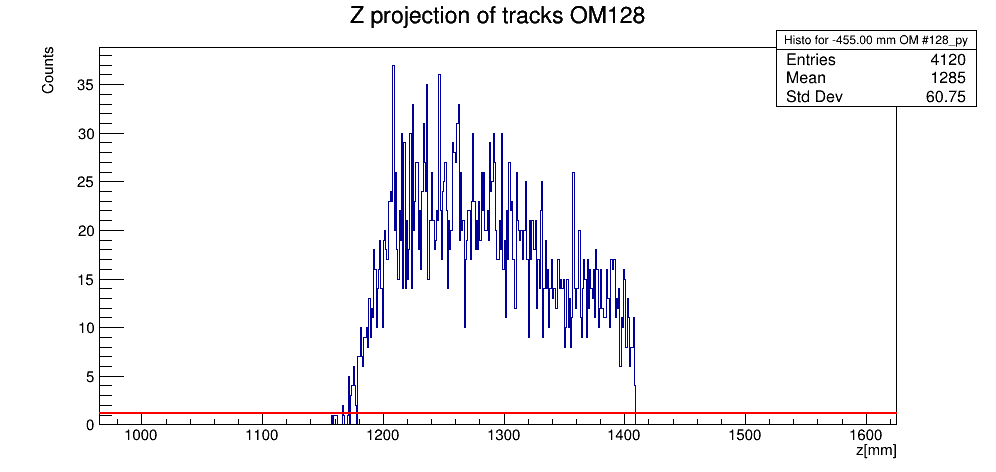 Z projection of tracks OM128
Histo for -455.00 mm OM #128_py
Entries 4120
Mean 1285
Std Dev 60.75
Counts
35
30
25
20
15
10
5
0
1000 1100 1200 1300 1400 1500 1600
z[mm]